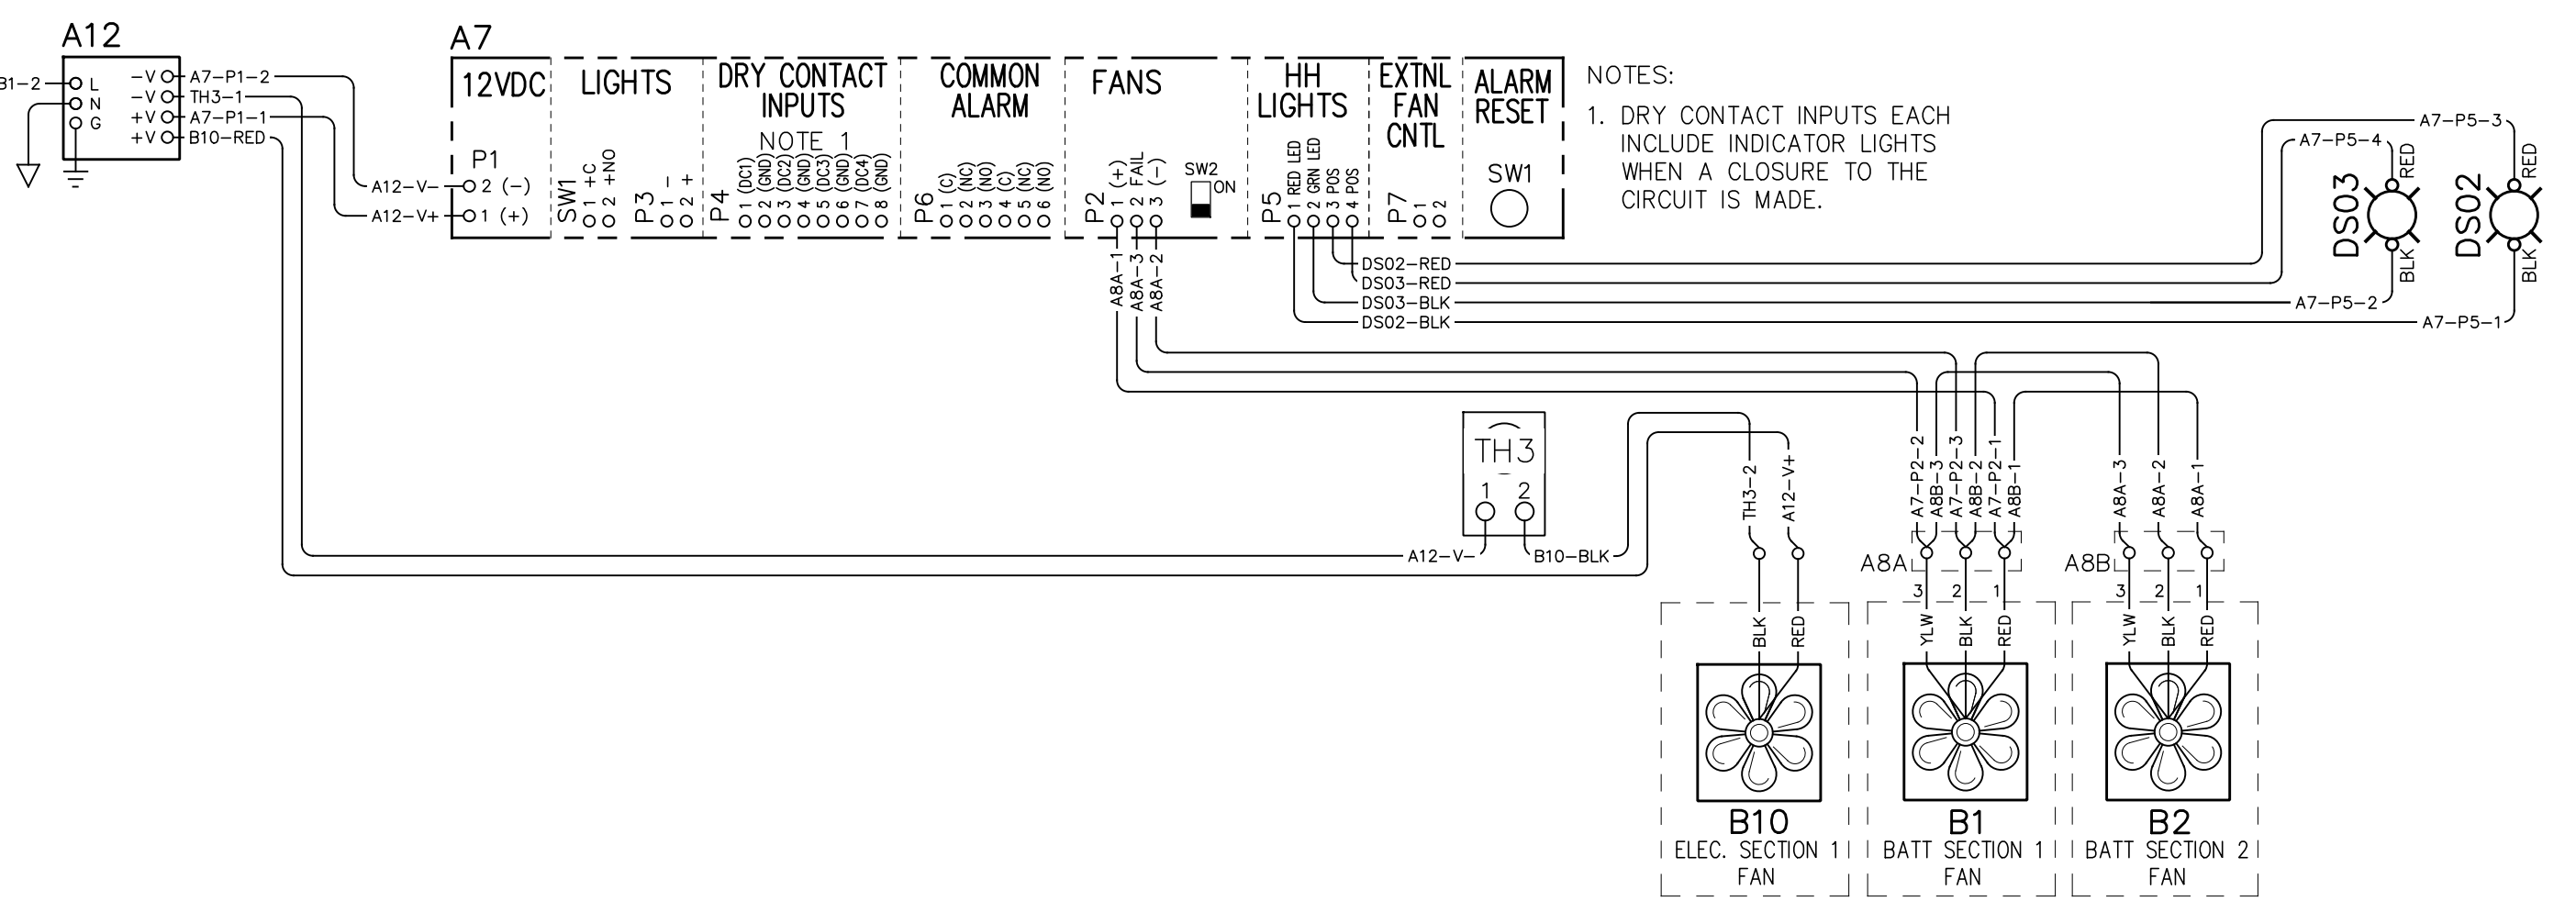 A12
B1-2
L
N
G
-V
-V
+V
+V
A7-P1-2
TH3-1
A7-P1-1
B10-RED
A7
12VDC
P1
2 (-)
1 (+)
A12-V-
A12-V+
LIGHTS
SW1
1 +C
2 +NO
P3
1 -
2 +
DRY CONTACT
INPUTS
NOTE 1
P4
1 (DC1)
2 (GND)
3 (DC2)
4 (GND)
5 (DC3)
6 (GND)
7 (DC4)
8 (GND)
COMMON
ALARM
P6
1 (C)
2 (NC)
3 (NO)
4 (C)
5 (NC)
6 (NO)
FANS
P2
1 (+)
2 FAIL
3 (-)
SW2
ON
HH
LIGHTS
P5
1 RED LED
2 GRN LED
3 POS
4 POS
EXTNL
FAN
CNTL
P7
1
2
ALARM
RESET
SW1
NOTES:
1. DRY CONTACT INPUTS EACH
INCLUDE INDICATOR LIGHTS
WHEN A CLOSURE TO THE
CIRCUIT IS MADE.
A7-P5-3
A7-P5-4
RED
RED
DS03
DS02
BLK
BLK
A7-P5-2
A7-P5-1
DS02-RED
DS03-RED
DS03-BLK
DS02-BLK
A8A-1
A8A-3
A8A-2
TH3
1
2
A12-V-
B10-BLK
TH3-2
A12-V+
A7-P2-2
A8B-3
A7-P2-3
A8B-2
A7-P2-1
A8B-1
A8A-3
A8A-2
A8A-1
A8A
A8B
3
2
1
3
2
1
BLK
RED
YLW
BLK
RED
YLW
BLK
RED
B10
ELEC. SECTION 1
FAN
B1
BATT SECTION 1
FAN
B2
BATT SECTION 2
FAN